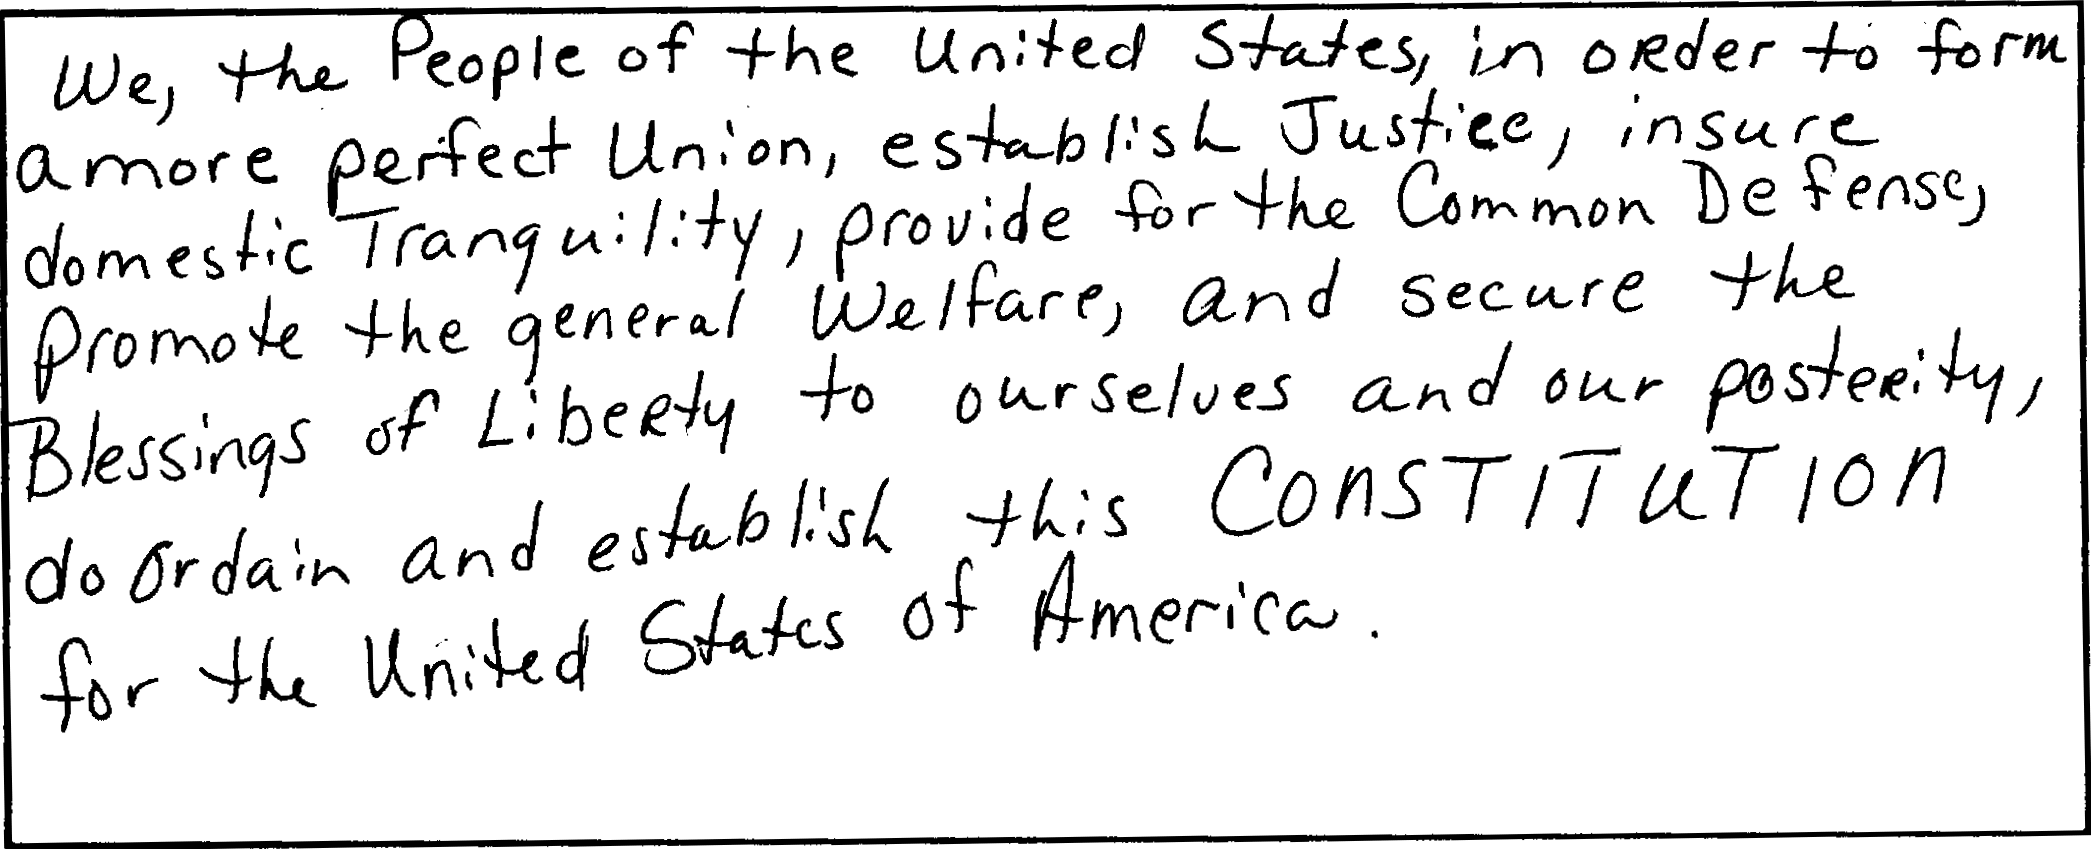 We, the People of the United States, in order to form
a more perfect Union, establish Justice, insure
domestic Tranquility, provide for the Common Defense,
promote the general Welfare, and secure the
Blessings of Liberty to ourselves and our posterity,
do ordain and establish this CONSTITUTION
for the United States of America.